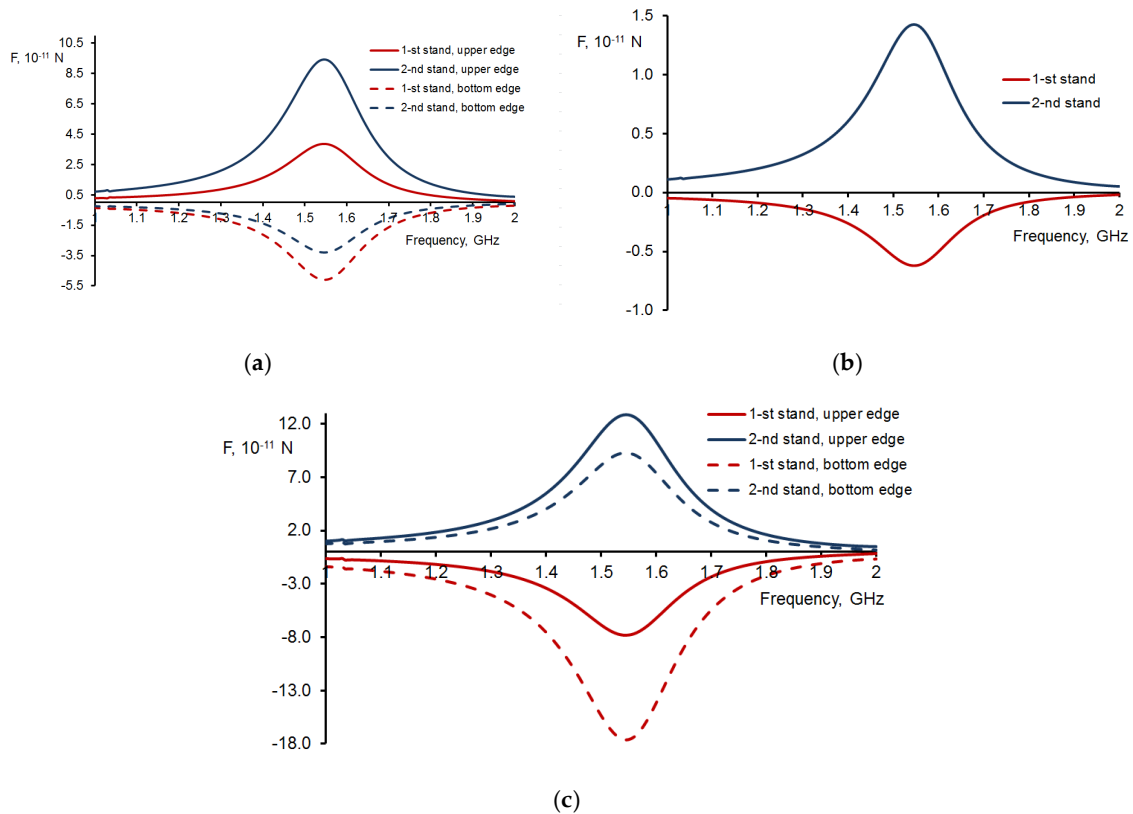 10.5
F, 10⁻¹¹ N
8.5
6.5
4.5
2.5
0.5
-1.5
-3.5
-5.5
1-st stand, upper edge
2-nd stand, upper edge
1-st stand, bottom edge
2-nd stand, bottom edge
1 1.1 1.2 1.3 1.4 1.5 1.6 1.7 1.8 1.9 2
Frequency, GHz
(a)
1.5
F, 10⁻¹¹ N
1.0
0.5
0.0
-0.5
-1.0
1-st stand
2-nd stand
1 1.1 1.2 1.3 1.4 1.5 1.6 1.7 1.8 1.9 2
Frequency, GHz
(b)
12.0
F, 10⁻¹¹ N
7.0
2.0
-3.0
-8.0
-13.0
-18.0
1-st stand, upper edge
2-nd stand, upper edge
1-st stand, bottom edge
2-nd stand, bottom edge
1 1.1 1.2 1.3 1.4 1.5 1.6 1.7 1.8 1.9 2
Frequency, GHz
(c)